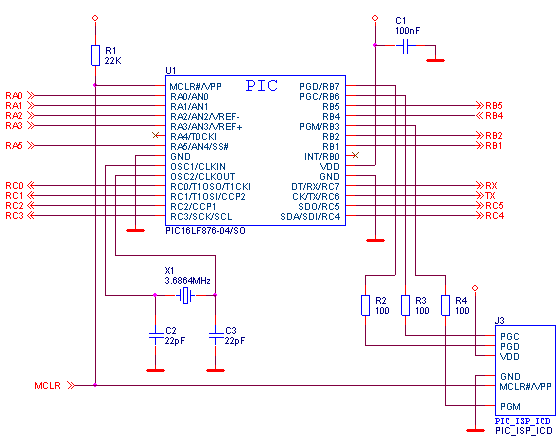 C1
100nF
R1
22K
U1
PIC
MCLR#/VPP PGD/RB7
RA0 RA0/AN0 PGC/RB6
RA1 RA1/AN1 RB5 RB5
RA2 RA2/AN2/VREF- RB4 RB4
RA3 RA3/AN3/VREF+ PGM/RB3
RA4/T0CKI RB2 RB2
RA5 RA5/AN4/SS# RB1 RB1
GND INT/RB0
OSC1/CLKIN VDD
OSC2/CLKOUT GND
RC0 RC0/T1OSO/T1CKI DT/RX/RC7 RX
RC1 RC1/T1OSI/CCP2 CK/TX/RC6 TX
RC2 RC2/CCP1 SDO/RC5 RC5
RC3 RC3/SCK/SCL SDA/SDI/RC4 RC4
PIC16LF876-04/SO
X1
3.6864MHz
R2 R3 R4
100 100 100
J3
C2 C3
22pF 22pF
PGC
PGD
VDD
GND
MCLR MCLR#/VPP
PGM
PIC_ISP_ICD
PIC_ISP_ICD